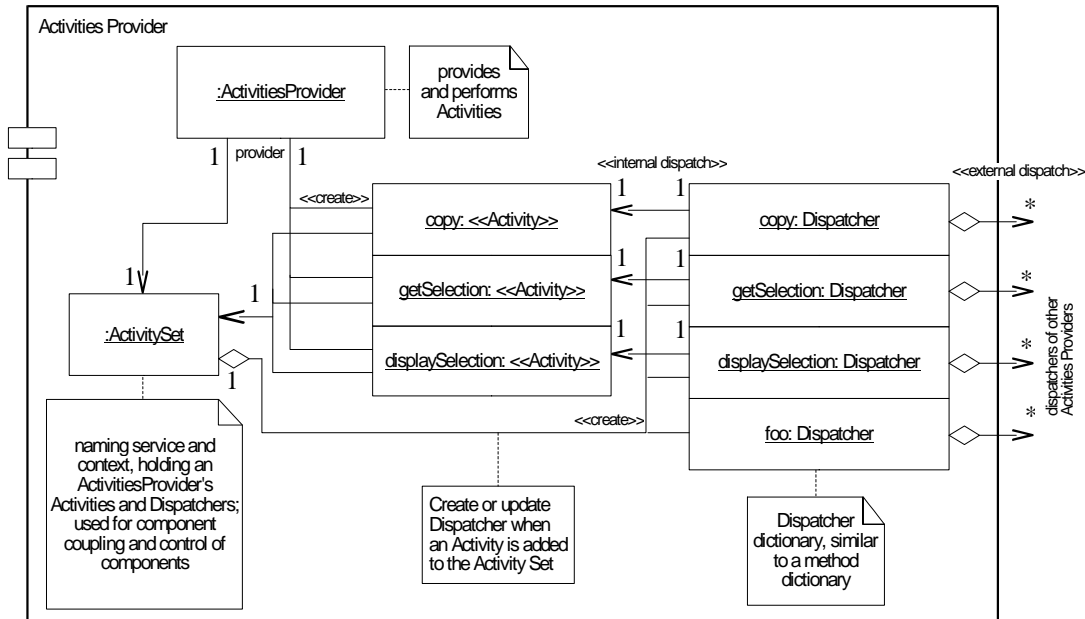 Activities Provider
:ActivitiesProvider
provides
and performs
Activities
1
provider
1
<<create>>
<<internal dispatch>>
<<external dispatch>>
1
1
*
copy: <<Activity>>
copy: Dispatcher
1
1
*
getSelection: <<Activity>>
getSelection: Dispatcher
1
1
:ActivitySet
1
1
1
*
displaySelection: <<Activity>>
displaySelection: Dispatcher
dispatchers of other
Activities Providers
<<create>>
*
foo: Dispatcher
naming service and
context, holding an
ActivitiesProvider's
Activities and Dispatchers;
used for component
coupling and control of
components
Create or update
Dispatcher when
an Activity is added
to the Activity Set
Dispatcher
dictionary, similar
to a method
dictionary